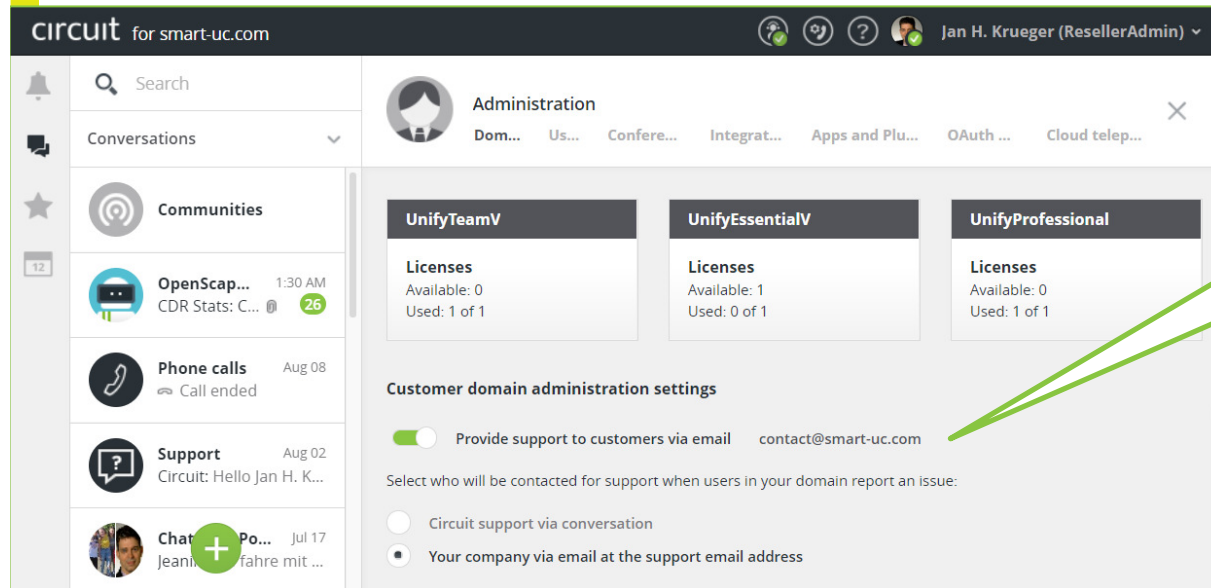 circuit for smart-uc.com
Jan H. Krueger (ResellerAdmin)
Search
Conversations
12
Communities
OpenScap... 1:30 AM
CDR Stats: C... 26
Phone calls Aug 08
Call ended
Support Aug 02
Circuit: Hello Jan H. K...
Chat Po... Jul 17
Jeani fahre mit ...
Administration
Dom... Us... Confere... Integrat... Apps and Plu... OAuth ... Cloud telep...
UnifyTeamV
Licenses
Available: 0
Used: 1 of 1
UnifyEssentialV
Licenses
Available: 1
Used: 0 of 1
UnifyProfessional
Licenses
Available: 0
Used: 1 of 1
Customer domain administration settings
Provide support to customers via email contact@smart-uc.com
Select who will be contacted for support when users in your domain report an issue:
Circuit support via conversation
Your company via email at the support email address